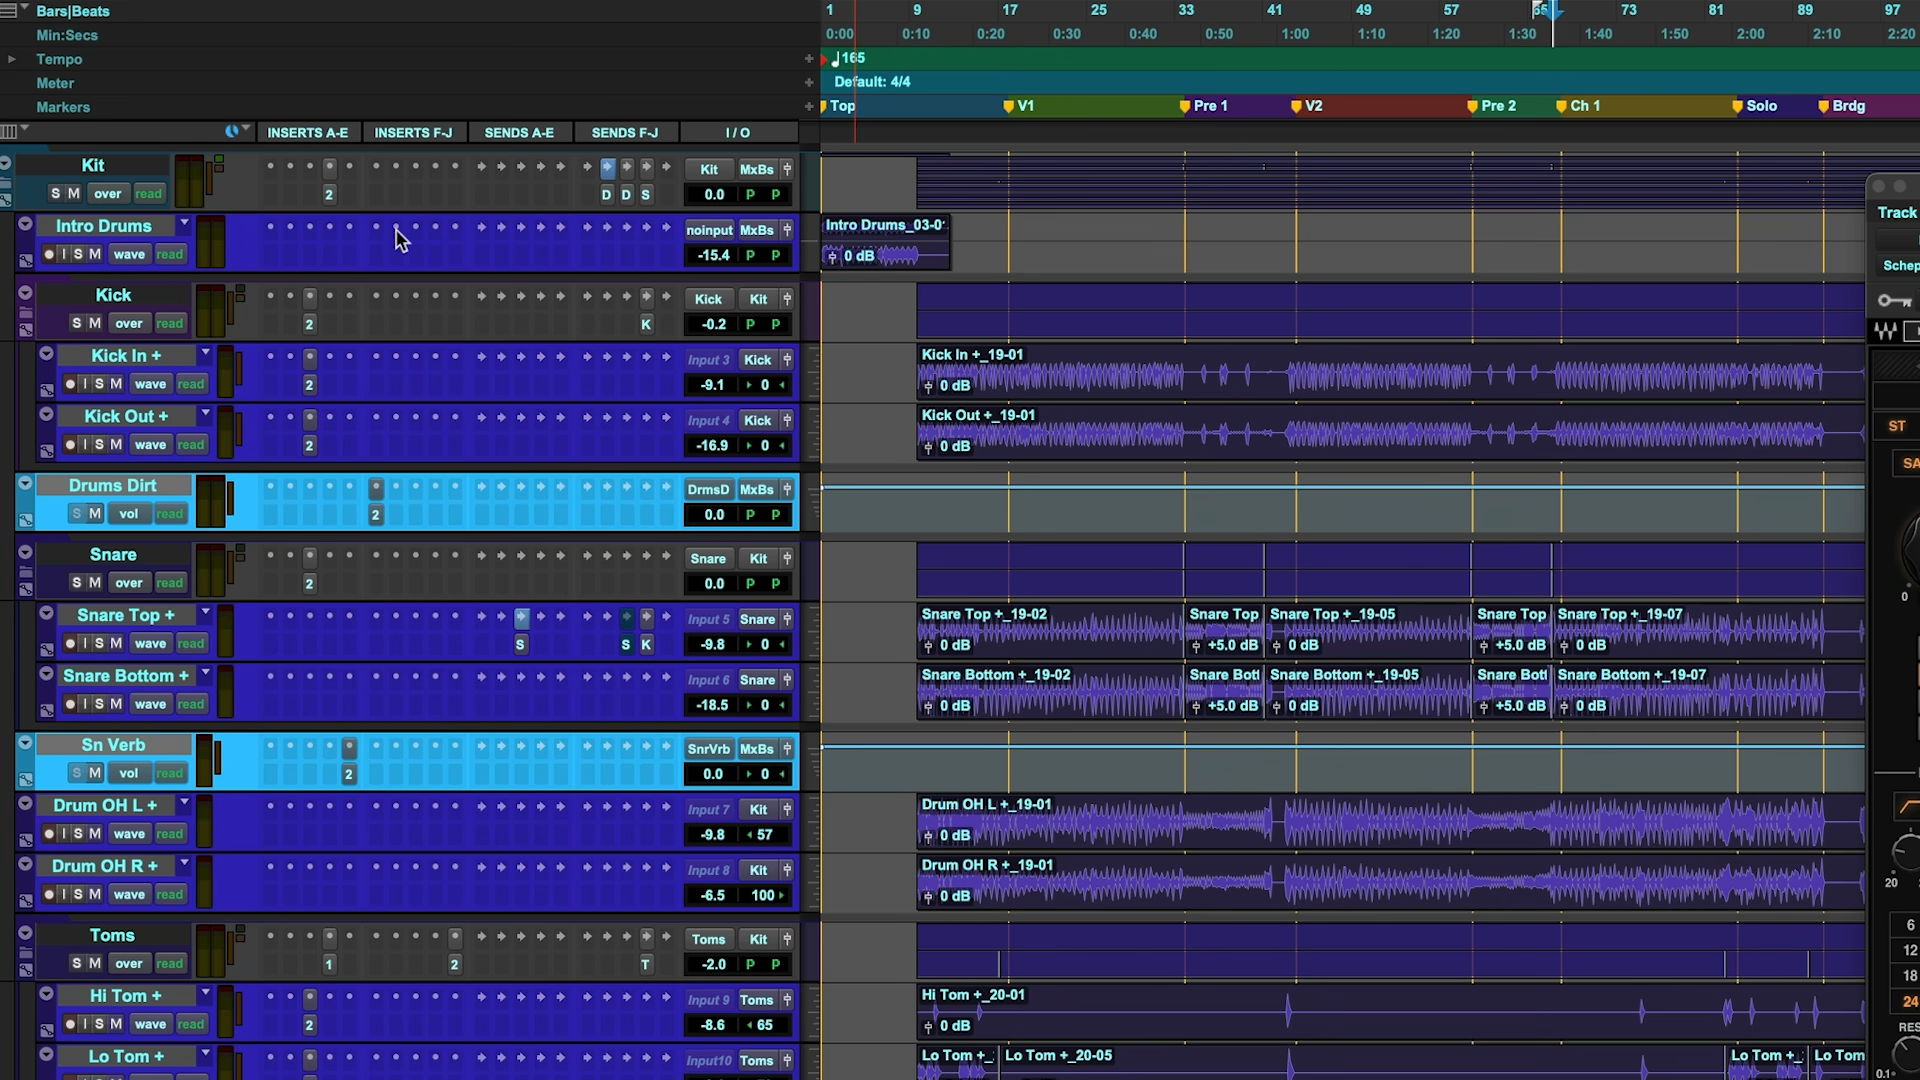 Bars|Beats 1 9 17 25 33 41 49 57 65 73 81 89 97
Min:Secs 0:00 0:10 0:20 0:30 0:40 0:50 1:00 1:10 1:20 1:30 1:40 1:50 2:00 2:10 2:20
Tempo + 165
Meter + Default: 4/4
Markers + Top V1 Pre 1 V2 Pre 2 Ch 1 Solo Brdg
INSERTS A-E INSERTS F-J SENDS A-E SENDS F-J I / O
Kit Kit MxBs
S M over read 2 D D S 0.0 P P
Track
Intro Drums noinput MxBs Intro Drums_03-0
I S M wave read -15.4 P P 0 dB
Schep
Kick Kick Kit
S M over read 2 K -0.2 P P
Kick In + Input 3 Kick Kick In +_19-01
I S M wave read 2 -9.1 0 0 dB
Kick Out + Input 4 Kick Kick Out +_19-01
ST
I S M wave read 2 -16.9 0 0 dB
SA
Drums Dirt DrmsD MxBs
S M vol read 2 0.0 P P
Snare Snare Kit
S M over read 2 0.0 P P
0
Snare Top + Input 5 Snare Snare Top +_19-02 Snare Top Snare Top +_19-05 Snare Top Snare Top +_19-07
I S M wave read S S K -9.8 0 0 dB +5.0 dB 0 dB +5.0 dB 0 dB
Snare Bottom + Input 6 Snare Snare Bottom +_19-02 Snare Bott Snare Bottom +_19-05 Snare Bott Snare Bottom +_19-07
I S M wave read -18.5 0 0 dB +5.0 dB 0 dB +5.0 dB 0 dB
Sn Verb SnrVrb MxBs
S M vol read 2 0.0 0
Drum OH L + Input 7 Kit Drum OH L +_19-01
I S M wave read -9.8 57 0 dB
Drum OH R + Input 8 Kit Drum OH R +_19-01
20
I S M wave read -6.5 100 0 dB
6
Toms Toms Kit
12
S M over read 1 2 T -2.0 P P
18
Hi Tom + Input 9 Toms Hi Tom +_20-01
24
I S M wave read 2 -8.6 65 0 dB
RES
Lo Tom + Input10 Toms Lo Tom +_ Lo Tom +_20-05 Lo Tom +_ Lo Tom
0.1